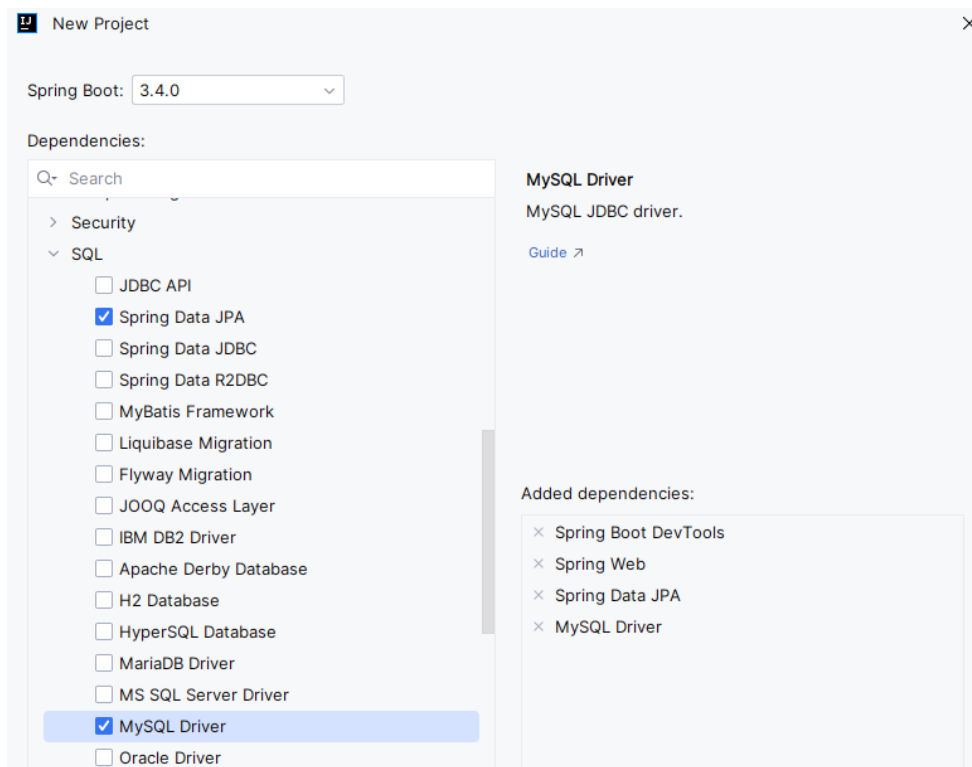 New Project
Spring Boot: 3.4.0
Dependencies:
Search
Security
SQL
JDBC API
Spring Data JPA
Spring Data JDBC
Spring Data R2DBC
MyBatis Framework
Liquibase Migration
Flyway Migration
JOOQ Access Layer
IBM DB2 Driver
Apache Derby Database
H2 Database
HyperSQL Database
MariaDB Driver
MS SQL Server Driver
MySQL Driver
Oracle Driver
MySQL Driver
MySQL JDBC driver.
Guide ↗
Added dependencies:
Spring Boot DevTools
Spring Web
Spring Data JPA
MySQL Driver